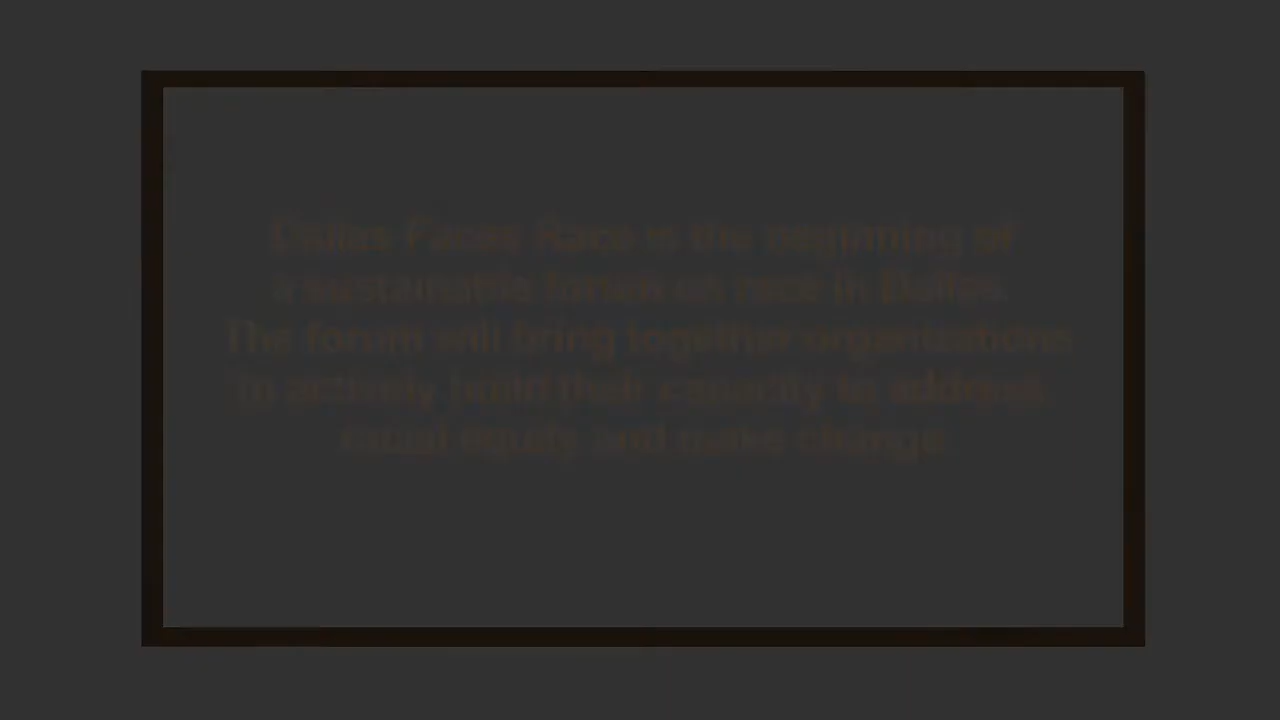 Dallas Faces Race is the beginning of
a sustainable forum on race in Dallas.
The forum will bring together organizations
to actively build their capacity to address
racial equity and make change.